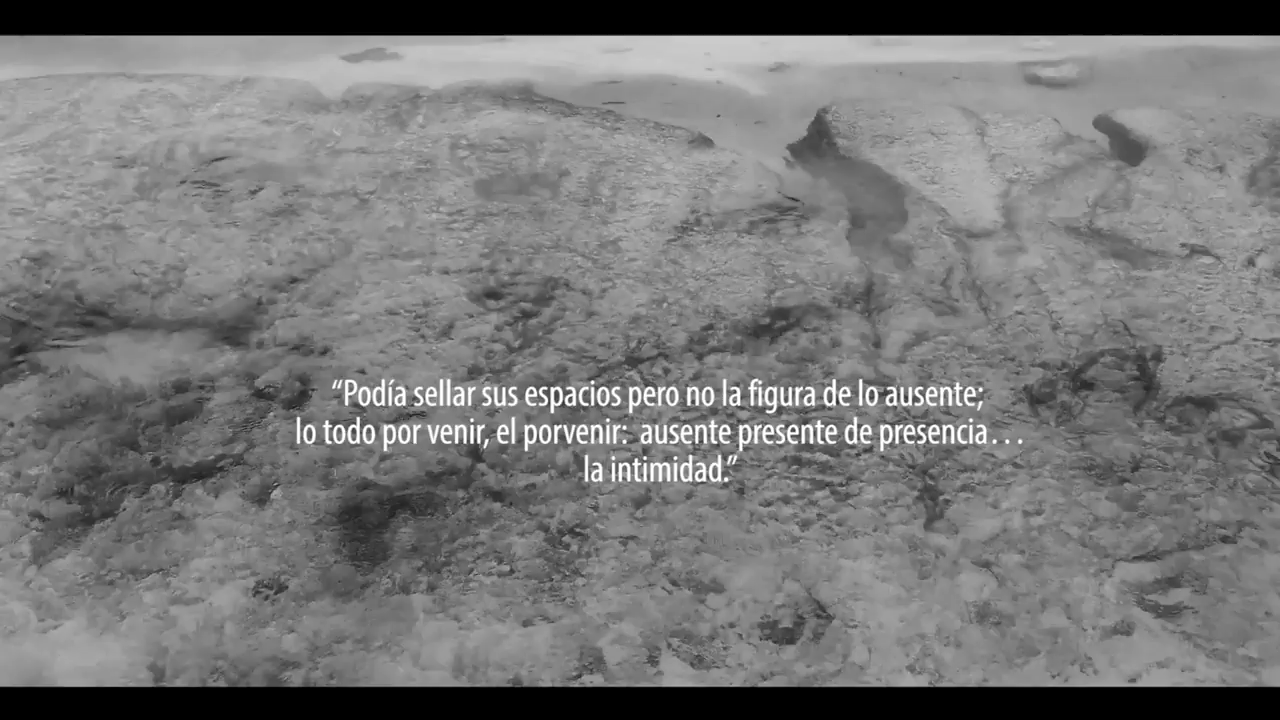 “Podía sellar sus espacios pero no la figura de lo ausente;
lo todo por venir, el porvenir:  ausente presente de presencia…
la intimidad.”